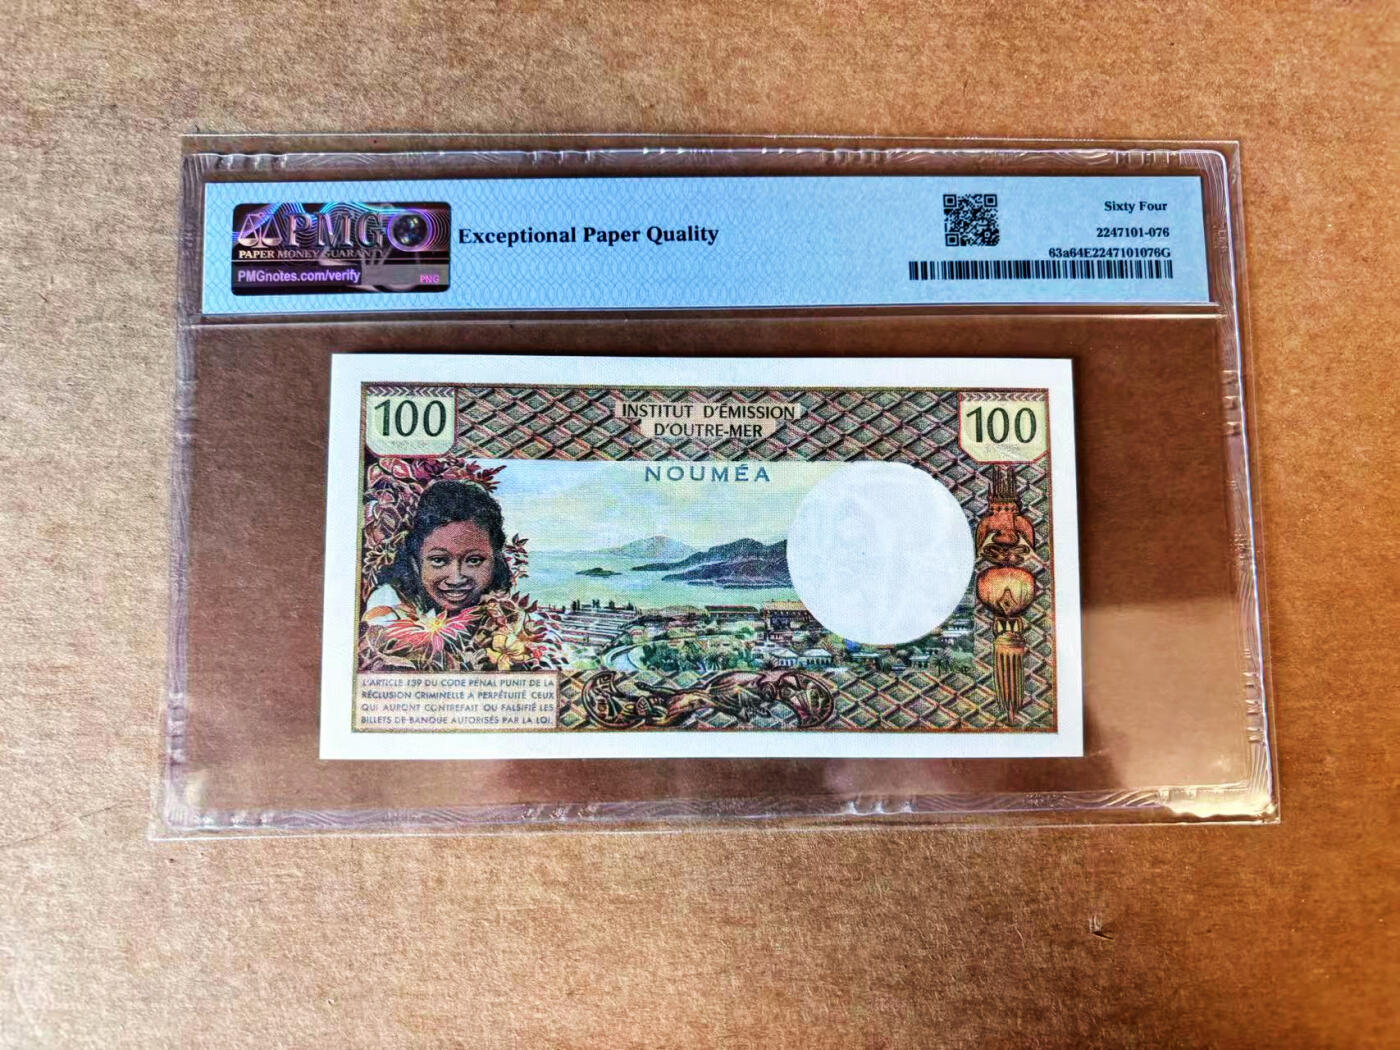 PMG
PAPER MONEY GUARANTY
PMGnotes.com/verify
PNG
Exceptional Paper Quality
Sixty Four
2247101-076
63a64E2247101076G
100
INSTITUT D'ÉMISSION
D'OUTRE-MER
100
NOUMÉA
L'ARTICLE 139 DU CODE PÉNAL PUNIT DE LA
RÉCLUSION CRIMINELLE A PERPÉTUITÉ CEUX
QUI AURONT CONTREFAIT OU FALSIFIÉ LES
BILLETS DE BANQUE AUTORISÉS PAR LA LOI.